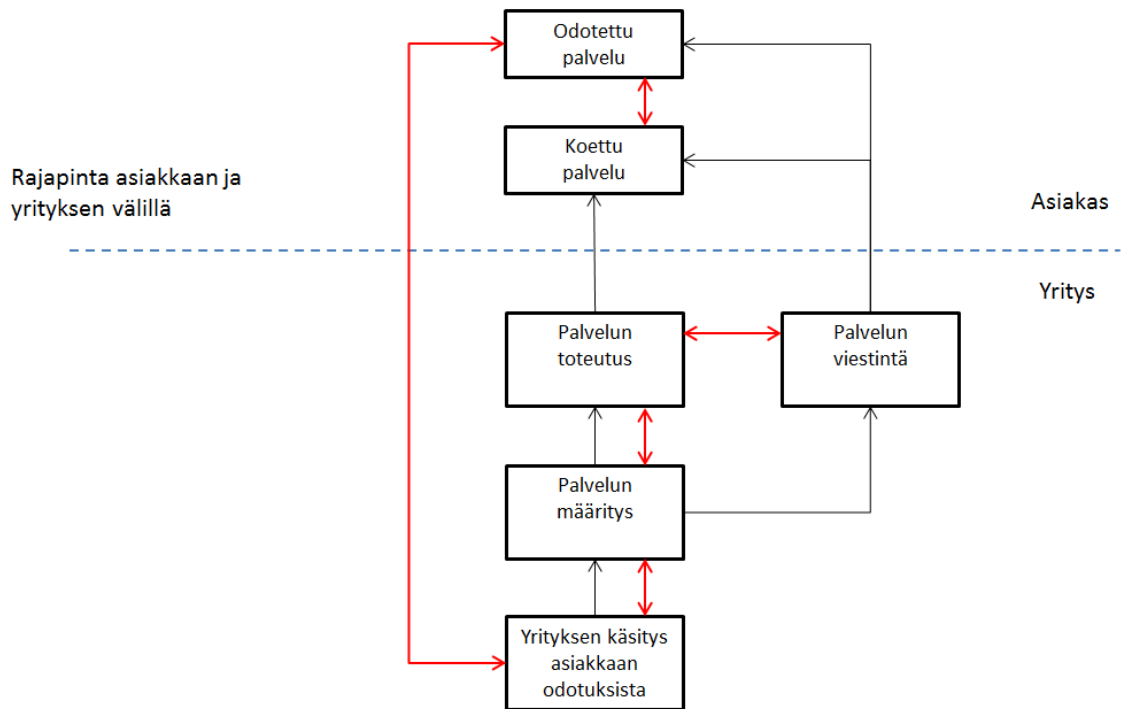 Odotettu
palvelu
Koettu
palvelu
Rajapinta asiakkaan ja
yrityksen välillä
Asiakas
Yritys
Palvelun
toteutus
Palvelun
viestintä
Palvelun
määritys
Yrityksen käsitys
asiakkaan
odotuksista